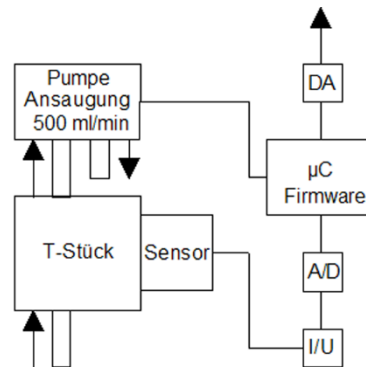 Pumpe
Ansaugung
500 ml/min
DA
µC
Firmware
T-Stück
Sensor
A/D
I/U